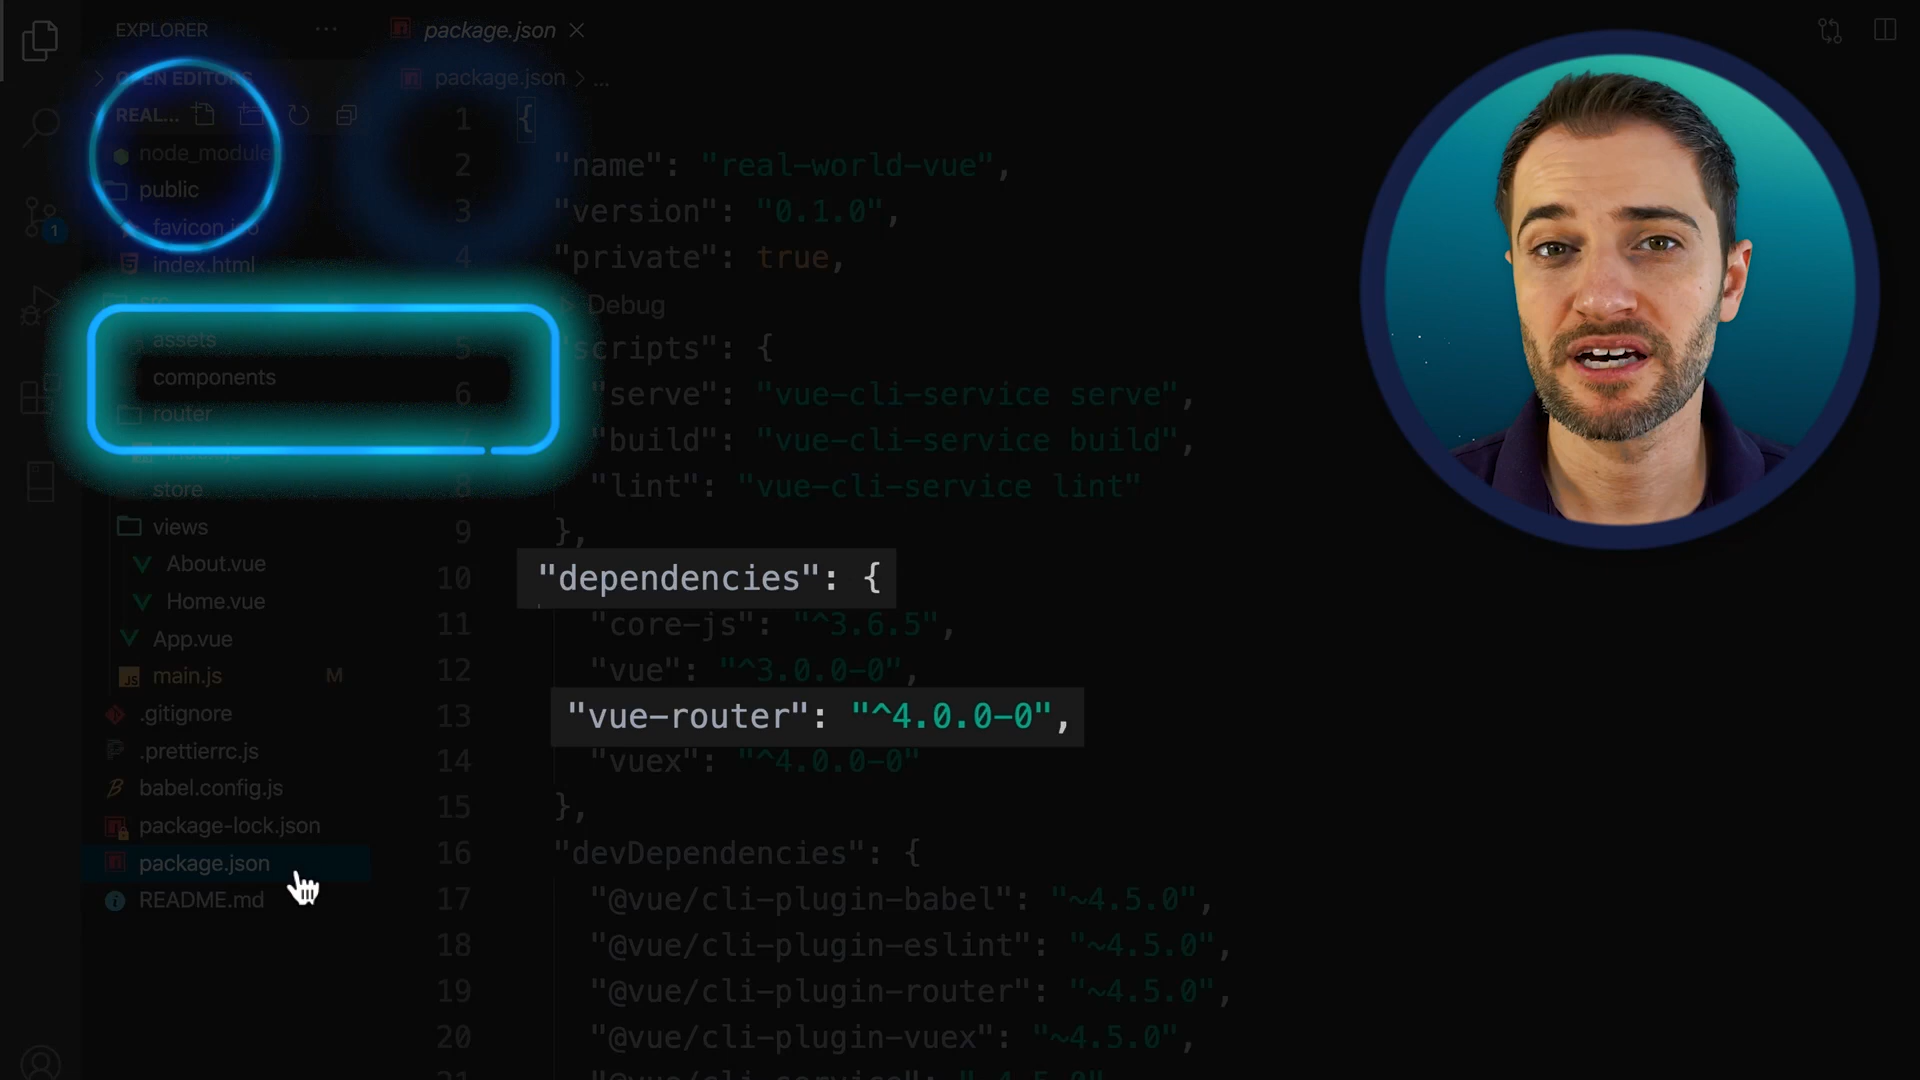 EXPLORER
OPEN EDITORS
REAL...
node_module
public
index.html
assets
components
router
store
views
About.vue
Home.vue
App.vue
main.js M
.gitignore
.prettierrc.js
babel.config.js
package-lock.json
package.json
README.md
1
package.json
package.json > ...
1 {
2 "name": "real-world-vue",
3 "version": "0.1.0",
4 "private": true,
Debug
5 "scripts": {
6 "serve": "vue-cli-service serve",
"build": "vue-cli-service build",
8 "lint": "vue-cli-service lint"
9 },
10 "dependencies": {
11 "core-js": "^3.6.5",
12 "vue": "^3.0.0-0",
13 "vue-router": "^4.0.0-0",
14 "vuex": "^4.0.0-0"
15 },
16 "devDependencies": {
17 "@vue/cli-plugin-babel": "~4.5.0",
18 "@vue/cli-plugin-eslint": "~4.5.0",
19 "@vue/cli-plugin-router": "~4.5.0",
20 "@vue/cli-plugin-vuex": "~4.5.0",